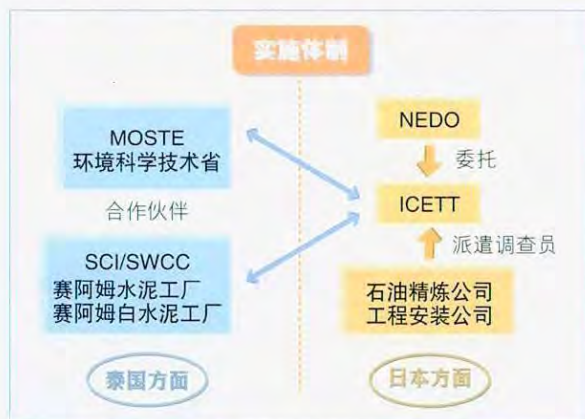 实施体制
MOSTE
环境科学技术省
合作伙伴
SCI/SWCC
赛阿姆水泥工厂
赛阿姆白水泥工厂
泰国方面
NEDO
委托
ICETT
派遣调查员
石油精炼公司
工程安装公司
日本方面